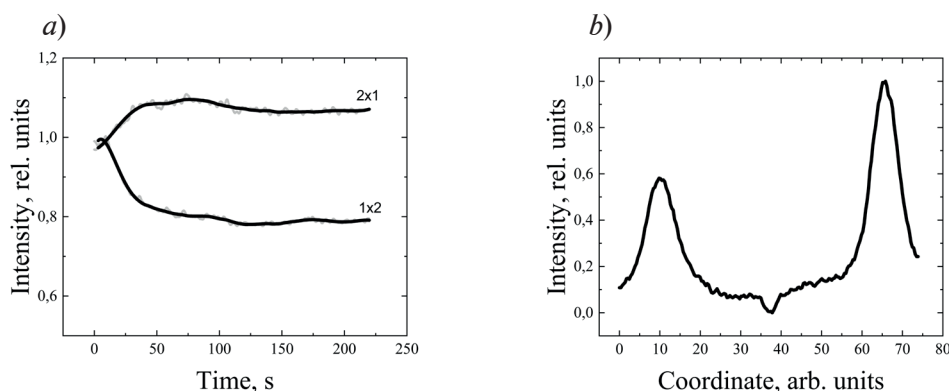 a)
1,2
1,0
0,8
0,6
2x1
1x2
0 50 100 150 200 250
Time, s
Intensity, rel. units
b)
1,0
0,8
0,6
0,4
0,2
0,0
0 10 20 30 40 50 60 70 80
Coordinate, arb. units
Intensity, rel. units